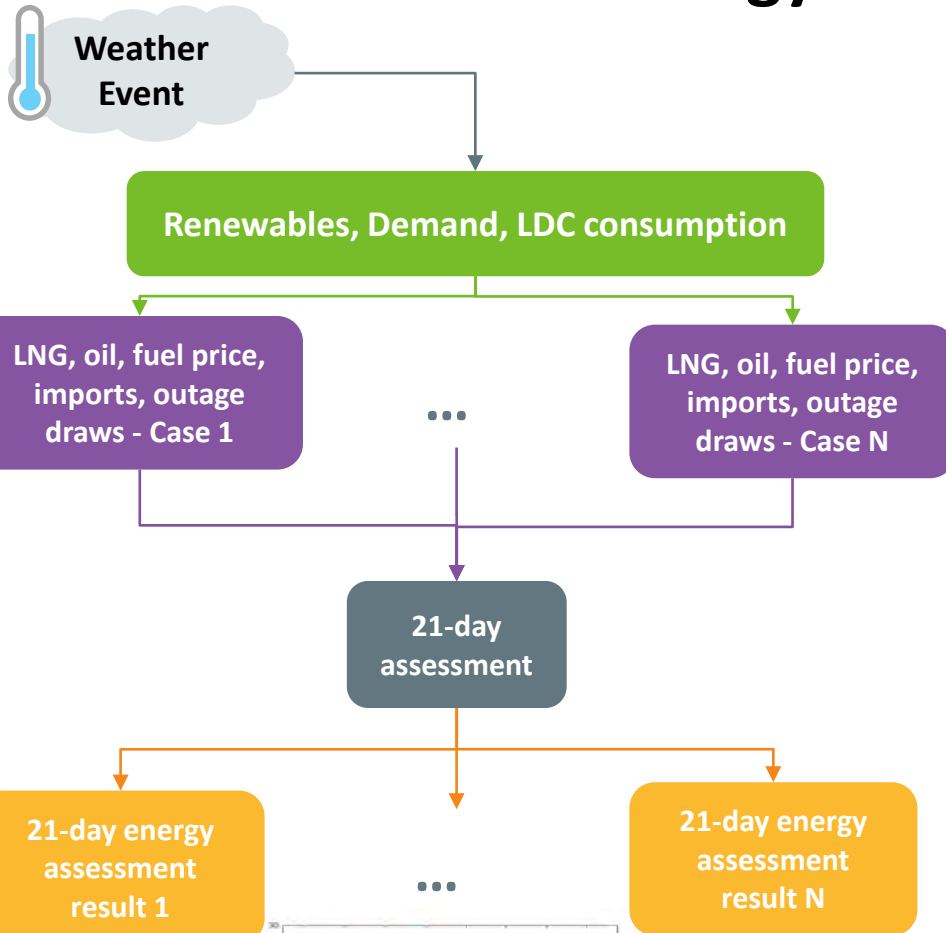 Weather
Event
Renewables, Demand, LDC consumption
LNG, oil, fuel price,
imports, outage
draws - Case 1
...
LNG, oil, fuel price,
imports, outage
draws - Case N
21-day
assessment
21-day energy
assessment
result 1
...
21-day energy
assessment
result N